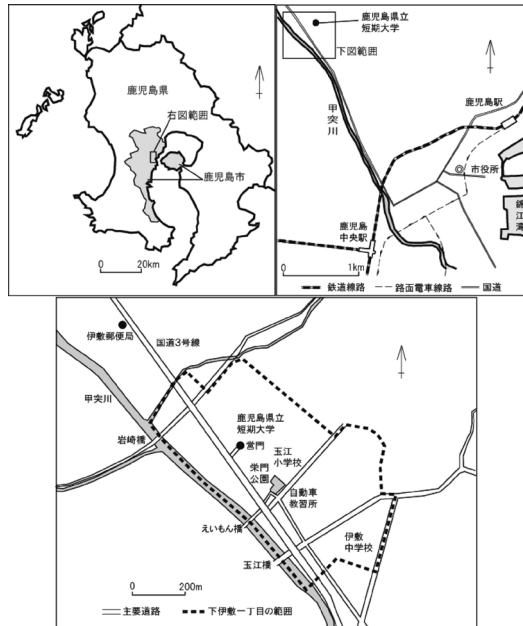 鹿児島県
右図範囲
鹿児島市
0 20km
鹿児島県立
短期大学
下図範囲
甲突川
鹿児島駅
市役所
錦江湾
鹿児島
中央駅
0 1km
鉄道線路 路面電車線路 国道
伊敷郵便局
国道3号線
甲突川
岩崎橋
鹿児島県立
短期大学
営門
玉江
小学校
栄門
公園
自動車
教習所
えいもん橋
伊敷
中学校
玉江橋
0 200m
主要道路 下伊敷一丁目の範囲